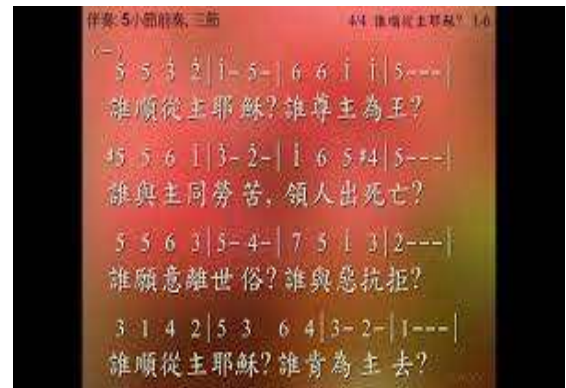 伴奏: 5小節前奏, 三節 4/4 誰順從主耶穌? 1-6
(一)
5 5 3 2|1- 5-|6 6 i i|5---|
誰順從主耶穌?誰尊主為王?
#5 5 6 i|3- 2-|i 6 5 #4|5---|
誰與主同勞苦, 領人出死亡?
5 5 6 3|5- 4-|7 5 i 3|2---|
誰願意離世俗?誰與惡抗拒?
3 1 4 2|5 3 6 4|3- 2-|1---|
誰順從主耶穌?誰肯為主去?